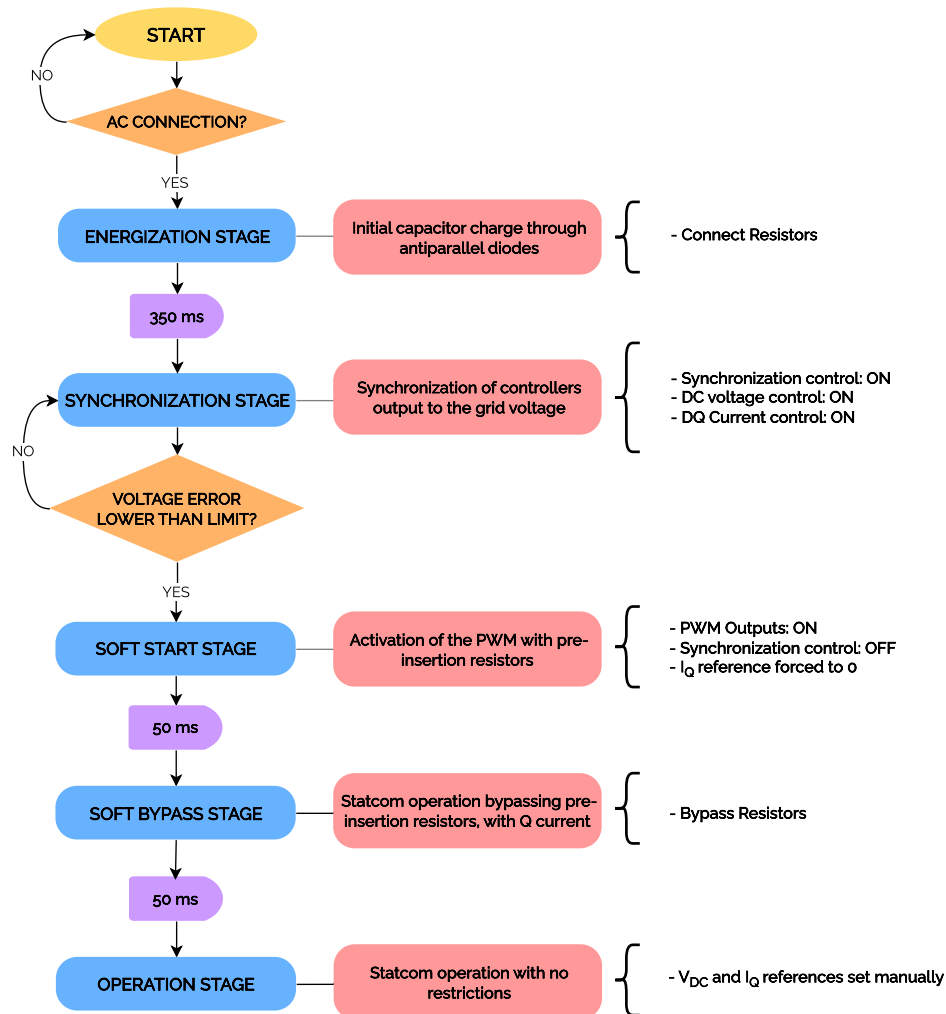 START
NO
AC CONNECTION?
YES
ENERGIZATION STAGE
Initial capacitor charge through
antiparallel diodes
- Connect Resistors
350 ms
SYNCHRONIZATION STAGE
Synchronization of controllers
output to the grid voltage
- Synchronization control: ON
- DC voltage control: ON
- DQ Current control: ON
NO
VOLTAGE ERROR
LOWER THAN LIMIT?
YES
SOFT START STAGE
Activation of the PWM with pre-
insertion resistors
- PWM Outputs: ON
- Synchronization control: OFF
- IQ reference forced to 0
50 ms
SOFT BYPASS STAGE
Statcom operation bypassing pre-
insertion resistors, with Q current
- Bypass Resistors
50 ms
OPERATION STAGE
Statcom operation with no
restrictions
- VDC and IQ references set manually